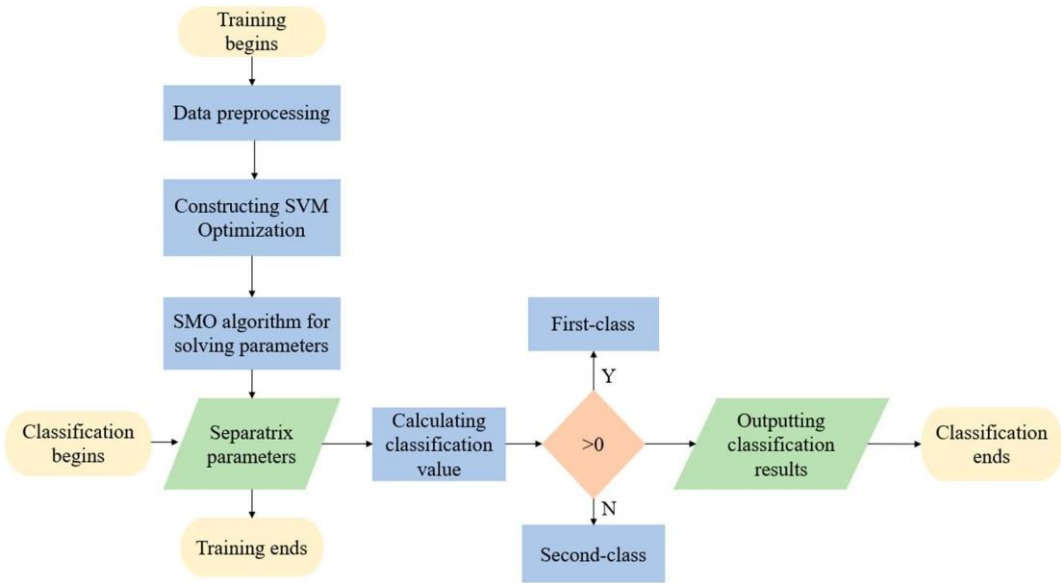 Training
begins
Data preprocessing
Constructing SVM
Optimization
SMO algorithm for
solving parameters
First-class
Y
Classification
begins
Separatrix
parameters
Calculating
classification
value
>0
Outputting
classification
results
Classification
ends
N
Training ends
Second-class